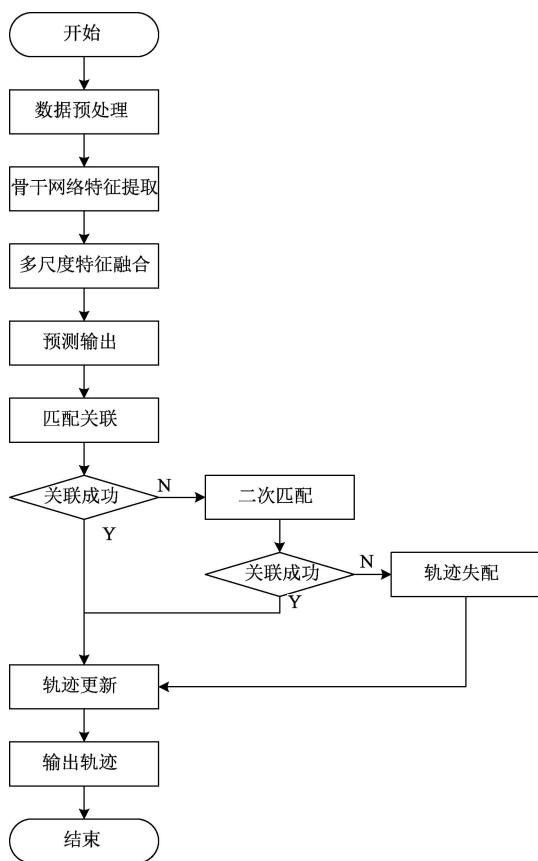 开始
数据预处理
骨干网络特征提取
多尺度特征融合
预测输出
匹配关联
关联成功
N
二次匹配
Y
关联成功
N
轨迹失配
Y
轨迹更新
输出轨迹
结束